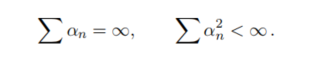 ∑ αₙ = ∞, ∑ αₙ² < ∞ .